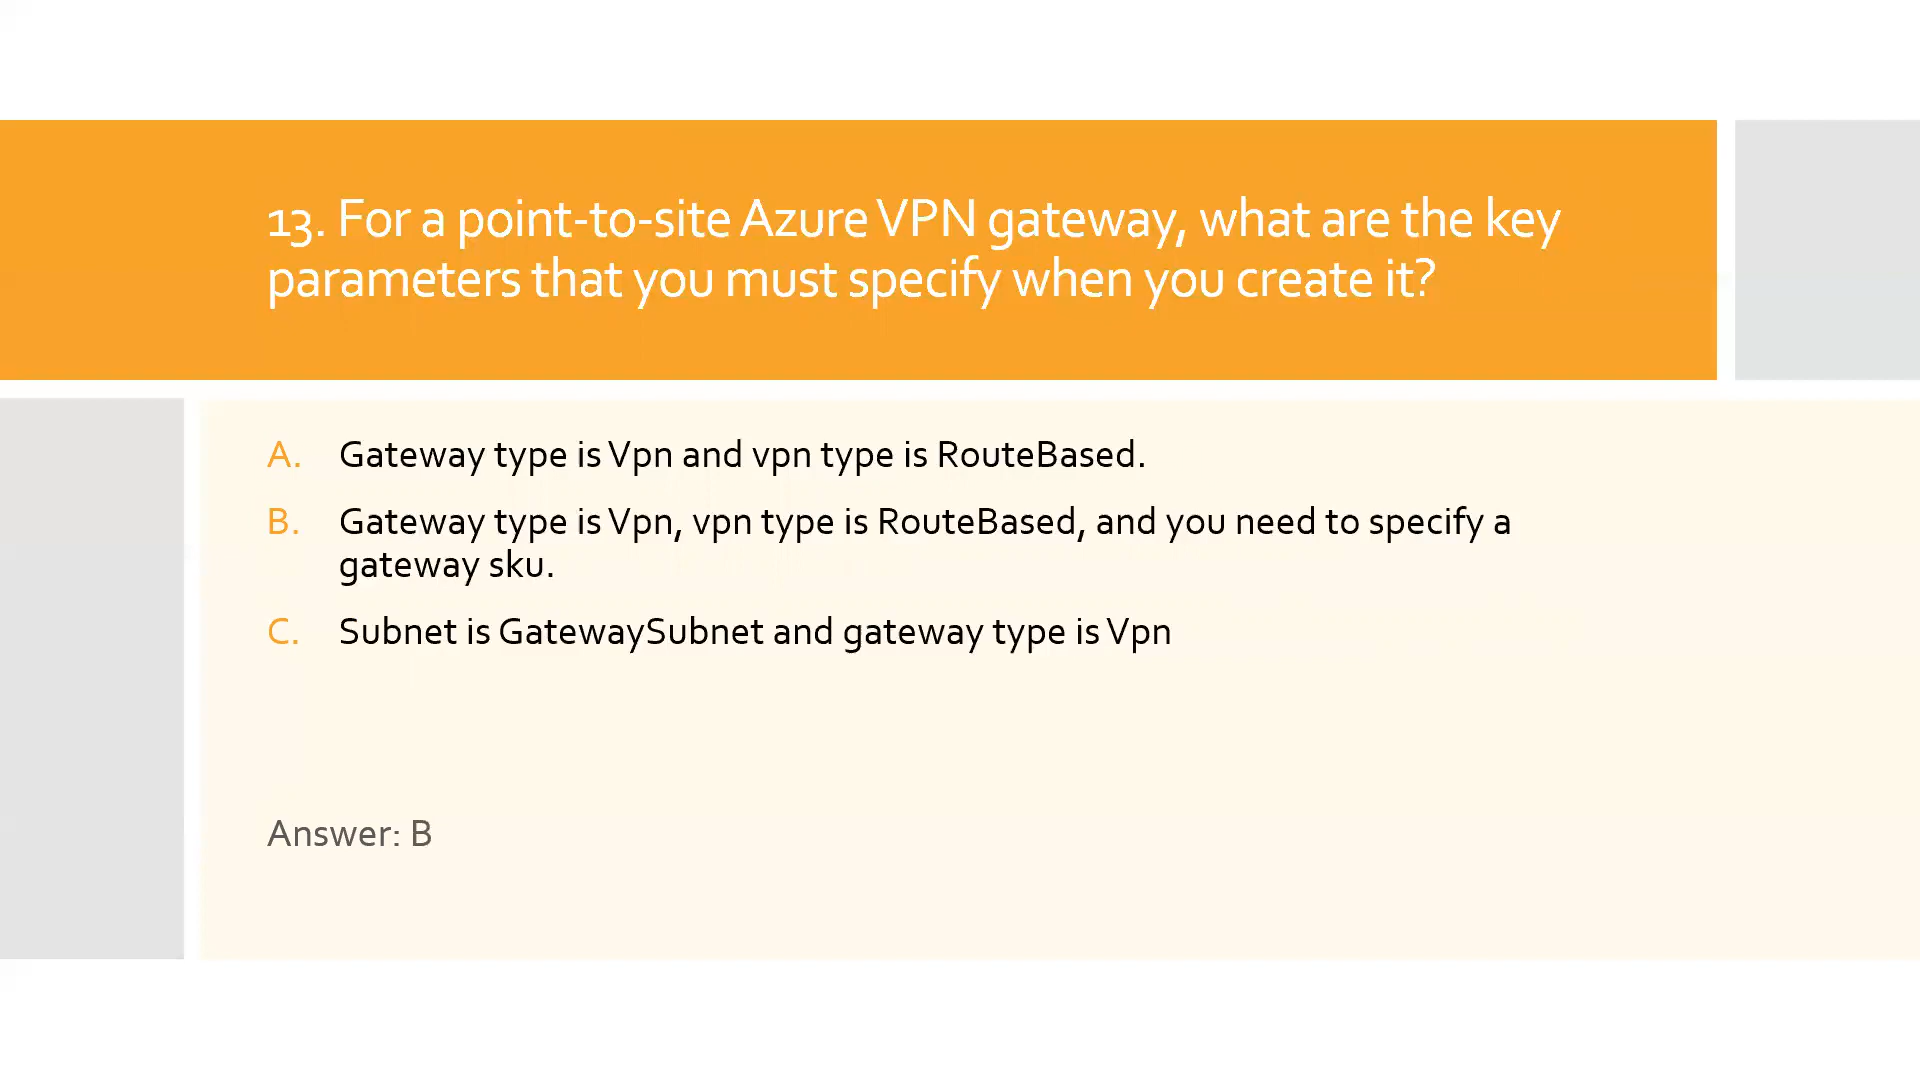 13. For a point-to-site Azure VPN gateway, what are the key
parameters that you must specify when you create it?
A. Gateway type is Vpn and vpn type is RouteBased.
B. Gateway type is Vpn, vpn type is RouteBased, and you need to specify a
gateway sku.
C. Subnet is GatewaySubnet and gateway type is Vpn
Answer: B